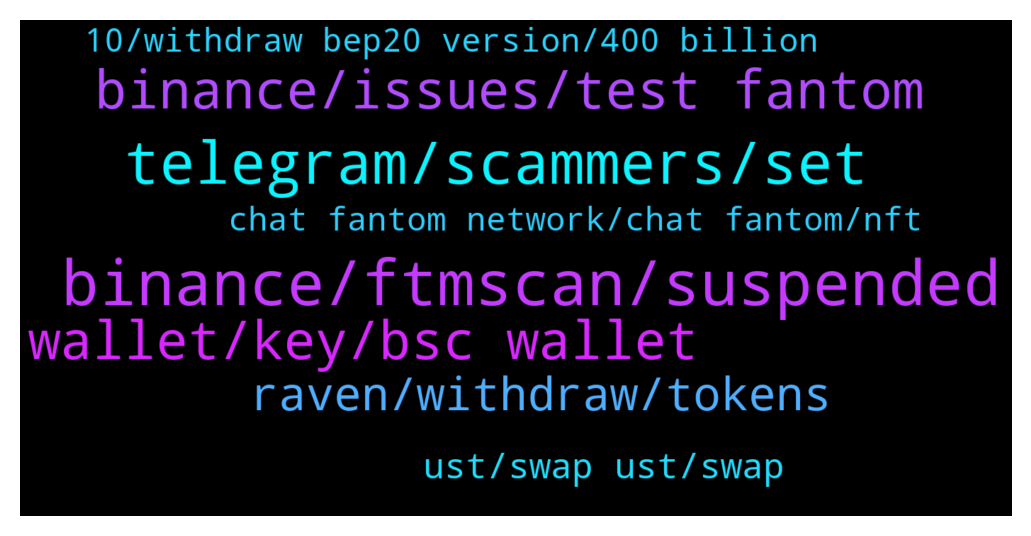 10/withdraw bep20 version/400 billion
binance/issues/test fantom
telegram/scammers/set
chat fantom network/chat fantom/nft
binance/ftmscan/suspended
wallet/key/bsc wallet
raven/withdraw/tokens
ust/swap ust/swap